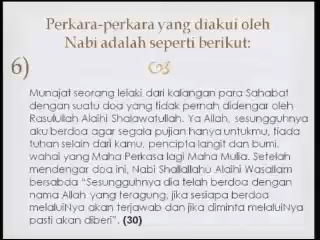 Perkara-perkara yang diakui oleh
Nabi adalah seperti berikut:
6)
Munajat seorang lelaki dari kalangan para Sahabat
dengan suatu doa yang tidak pernah didengar oleh
Rasulullah Alaihi Shalawatullah. Ya Allah, sesungguhnya
aku berdoa agar segala pujian hanya untukmu, tiada
tuhan selain dari kamu, pencipta langit dan bumi,
wahai yang Maha Perkasa lagi Maha Mulia. Setelah
mendengar doa ini, Nabi Shallallahu Alaihi Wasallam
bersabda "Sesungguhnya dia telah berdoa dengan
nama Allah yang teragung, jika sesiapa berdoa
melaluiNya akan terjawab dan jika diminta melaluiNya
pasti akan diberi". (30)